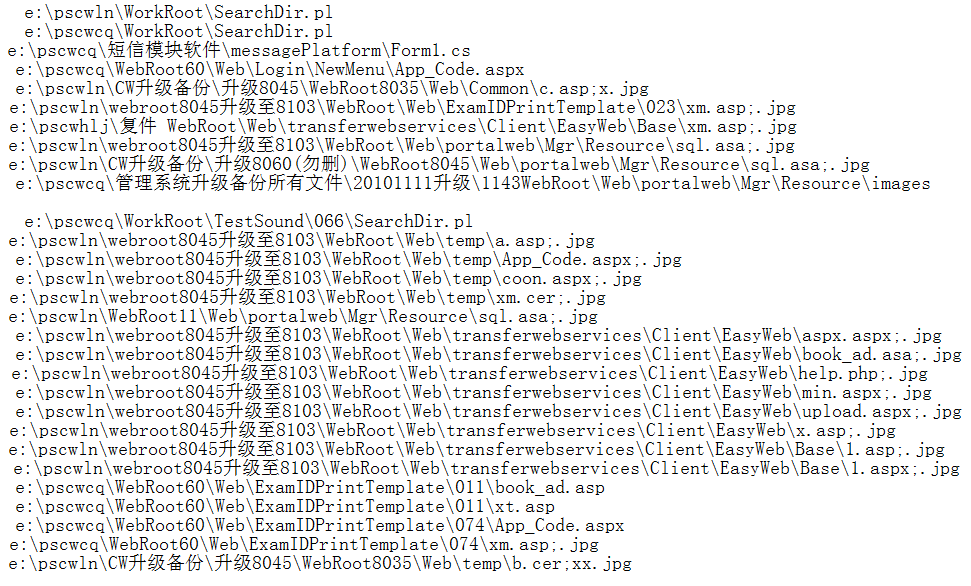 e:\pscwln\WorkRoot\SearchDir.pl
e:\pscwcq\WorkRoot\SearchDir.pl
e:\pscwcq\短信模块软件\messagePlatform\Form1.cs
e:\pscwcq\WebRoot60\Web\Login\NewMenu\App_Code.aspx
e:\pscwln\CW升级备份\升级8045\WebRoot8035\Web\Common\c.asp;x.jpg
e:\pscwln\webroot8045升级至8103\WebRoot\Web\ExamIDPrintTemplate\023\xm.asp;.jpg
e:\pscwhlj\复件 WebRoot\Web\transferwebservices\Client\EasyWeb\Base\xm.asp;.jpg
e:\pscwln\webroot8045升级至8103\WebRoot\Web\portalweb\Mgr\Resource\sql.asa;.jpg
e:\pscwln\CW升级备份\升级8060(勿删)\WebRoot8045\Web\portalweb\Mgr\Resource\sql.asa;.jpg
e:\pscwcq\管理系统升级备份所有文件\20101111升级\1143WebRoot\Web\portalweb\Mgr\Resource\images
e:\pscwcq\WorkRoot\TestSound\066\SearchDir.pl
e:\pscwln\webroot8045升级至8103\WebRoot\Web\temp\a.asp;.jpg
e:\pscwln\webroot8045升级至8103\WebRoot\Web\temp\App_Code.aspx;.jpg
e:\pscwln\webroot8045升级至8103\WebRoot\Web\temp\coon.aspx;.jpg
e:\pscwln\webroot8045升级至8103\WebRoot\Web\temp\xm.cer;.jpg
e:\pscwln\WebRoot11\Web\portalweb\Mgr\Resource\sql.asa;.jpg
e:\pscwln\webroot8045升级至8103\WebRoot\Web\transferwebservices\Client\EasyWeb\aspx.aspx;.jpg
e:\pscwln\webroot8045升级至8103\WebRoot\Web\transferwebservices\Client\EasyWeb\book_ad.asa;.jpg
e:\pscwln\webroot8045升级至8103\WebRoot\Web\transferwebservices\Client\EasyWeb\help.php;.jpg
e:\pscwln\webroot8045升级至8103\WebRoot\Web\transferwebservices\Client\EasyWeb\min.aspx;.jpg
e:\pscwln\webroot8045升级至8103\WebRoot\Web\transferwebservices\Client\EasyWeb\upload.aspx;.jpg
e:\pscwln\webroot8045升级至8103\WebRoot\Web\transferwebservices\Client\EasyWeb\x.asp;.jpg
e:\pscwln\webroot8045升级至8103\WebRoot\Web\transferwebservices\Client\EasyWeb\Base\1.asp;.jpg
e:\pscwln\webroot8045升级至8103\WebRoot\Web\transferwebservices\Client\EasyWeb\Base\1.aspx;.jpg
e:\pscwcq\WebRoot60\Web\ExamIDPrintTemplate\011\book_ad.asp
e:\pscwcq\WebRoot60\Web\ExamIDPrintTemplate\011\xt.asp
e:\pscwcq\WebRoot60\Web\ExamIDPrintTemplate\074\App_Code.aspx
e:\pscwcq\WebRoot60\Web\ExamIDPrintTemplate\074\xm.asp;.jpg
e:\pscwln\CW升级备份\升级8045\WebRoot8035\Web\temp\b.cer;xx.jpg